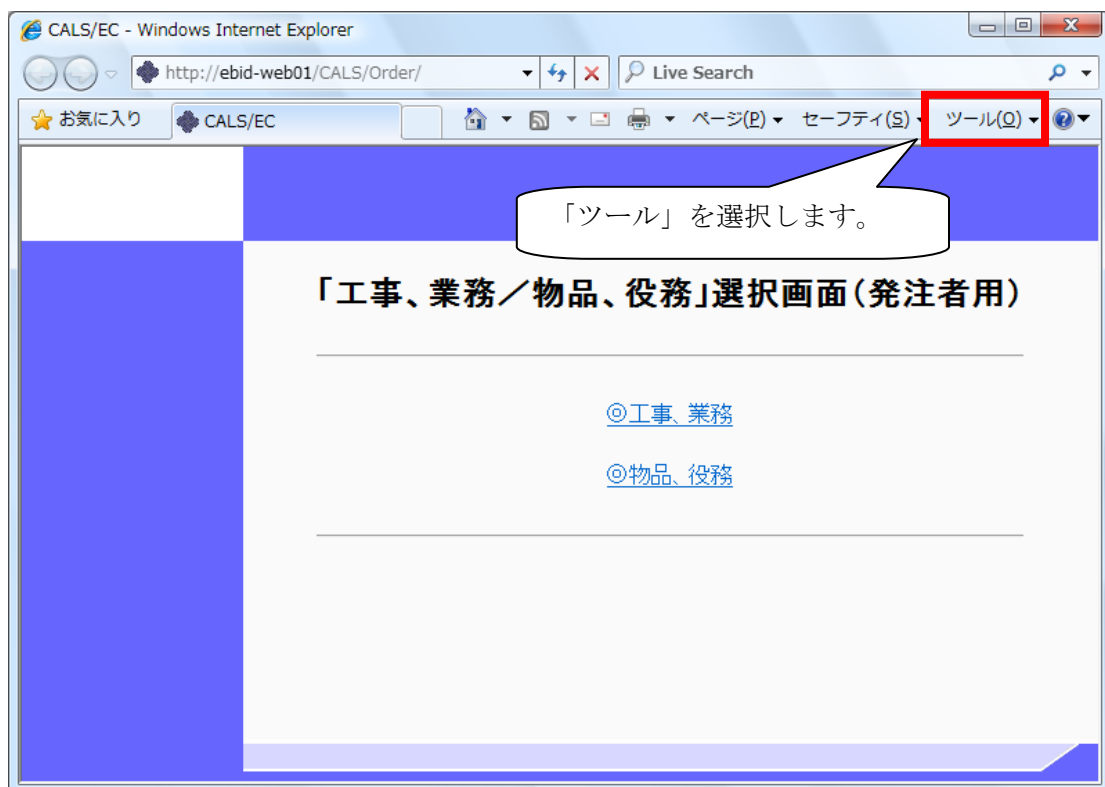 CALS/EC - Windows Internet Explorer
http://ebid-web01/CALS/Order/
Live Search
お気に入り
CALS/EC
ページ(P)
セーフティ(S)
ツール(O)
「ツール」を選択します。
「工事、業務／物品、役務」選択画面(発注者用)
◎工事、業務
◎物品、役務